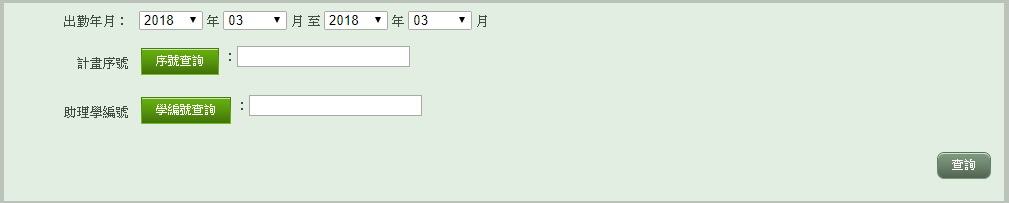 出勤年月： 2018 年 03 月 至 2018 年 03 月
計畫序號 序號查詢 ：
助理學編號 學編號查詢 ：
查詢